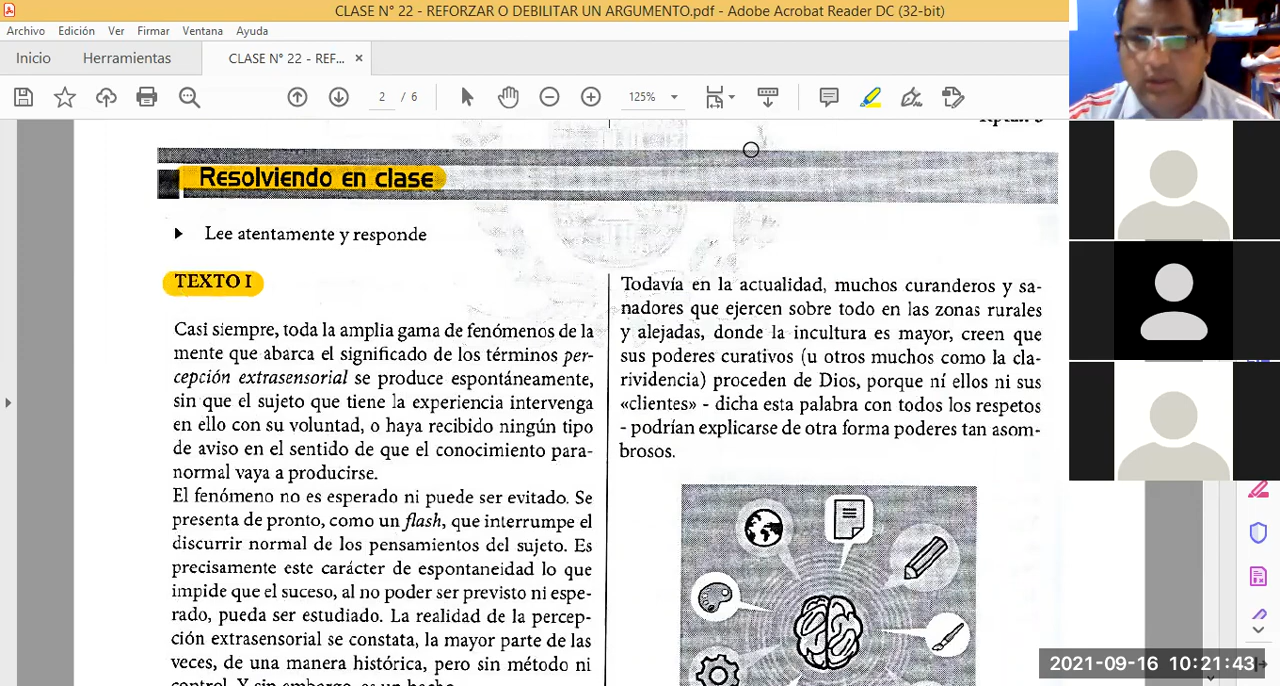 CLASE N° 22 - REFORZAR O DEBILITAR UN ARGUMENTO.pdf - Adobe Acrobat Reader DC (32-bit)
Archivo Edición Ver Firmar Ventana Ayuda
Inicio Herramientas CLASE N° 22 - REF... ×
2 / 6 125%
Resolviendo en clase
Lee atentamente y responde
TEXTO I
Casi siempre, toda la amplia gama de fenómenos de la
mente que abarca el significado de los términos per-
cepción extrasensorial se produce espontáneamente,
sin que el sujeto que tiene la experiencia intervenga
en ello con su voluntad, o haya recibido ningún tipo
de aviso en el sentido de que el conocimiento para-
normal vaya a producirse.
El fenómeno no es esperado ni puede ser evitado. Se
presenta de pronto, como un flash, que interrumpe el
discurrir normal de los pensamientos del sujeto. Es
precisamente este carácter de espontaneidad lo que
impide que el suceso, al no poder ser previsto ni espe-
rado, pueda ser estudiado. La realidad de la percep-
ción extrasensorial se constata, la mayor parte de las
veces, de una manera histórica, pero sin método ni
control. Y sin embargo, es un hecho.
Todavía en la actualidad, muchos curanderos y sa-
nadores que ejercen sobre todo en las zonas rurales
y alejadas, donde la incultura es mayor, creen que
sus poderes curativos (u otros muchos como la cla-
rividencia) proceden de Dios, porque ní ellos ni sus
«clientes» - dicha esta palabra con todos los respetos
- podrían explicarse de otra forma poderes tan asom-
brosos.
2021-09-16 10:21:43